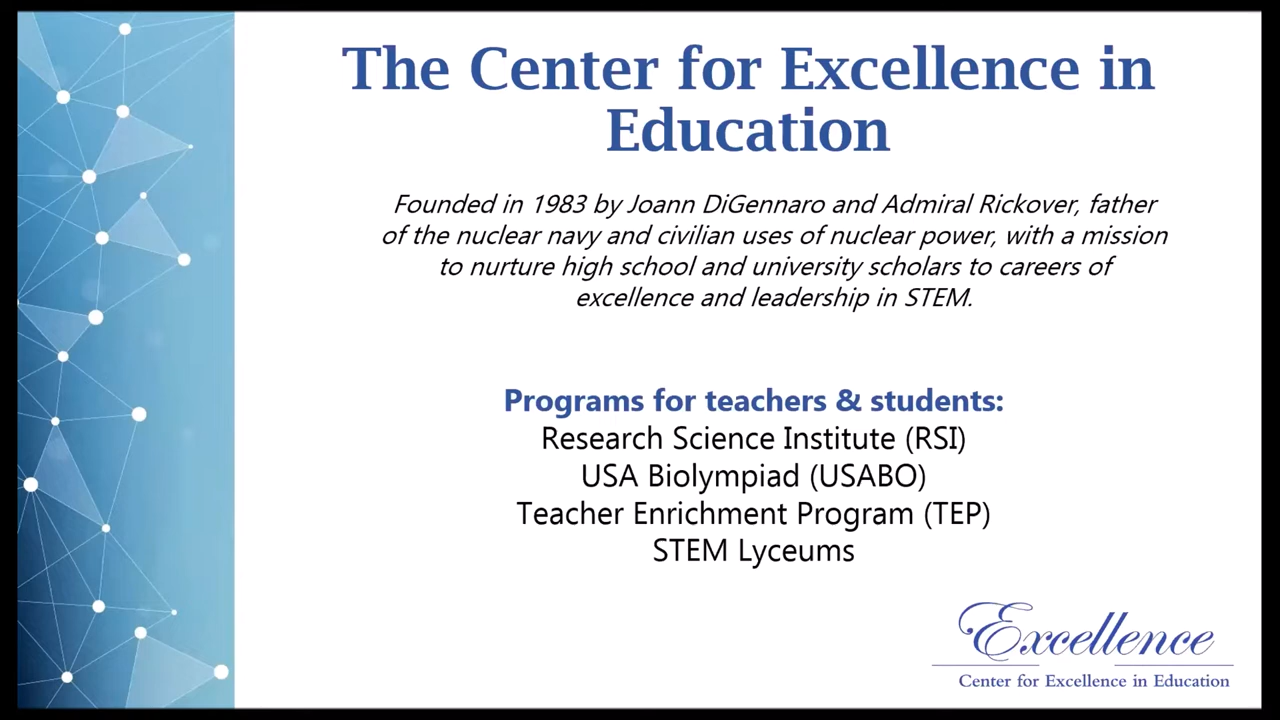 The Center for Excellence in
Education
Founded in 1983 by Joann DiGennaro and Admiral Rickover, father
of the nuclear navy and civilian uses of nuclear power, with a mission
to nurture high school and university scholars to careers of
excellence and leadership in STEM.
Programs for teachers & students:
Research Science Institute (RSI)
USA Biolympiad (USABO)
Teacher Enrichment Program (TEP)
STEM Lyceums
Excellence
Center for Excellence in Education